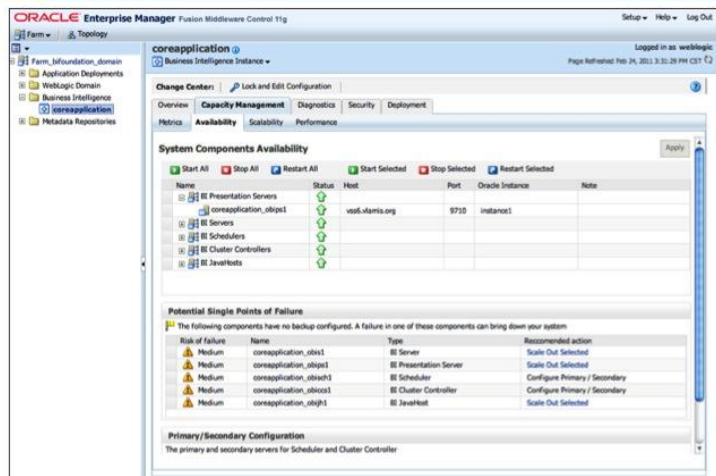 ORACLE Enterprise Manager Fusion Middleware Control 11g
Setup Help Log Out
Farm Topology
Farm_bifoundation_domain
Application Deployments
WebLogic Domain
Business Intelligence
coreapplication
Metadata Repositories
coreapplication
Logged in as weblogic
Business Intelligence Instance
Page Refreshed Feb 24, 2011 3:31:29 PM CST
Change Center: Lock and Edit Configuration
Overview Capacity Management Diagnostics Security Deployment
Metrics Availability Scalability Performance
System Components Availability
Apply
Start All Stop All Restart All Start Selected Stop Selected Restart Selected
Name Status Host Port Oracle Instance Note
BI Presentation Servers
coreapplication_obips1 vss6.vlamis.org 9710 instance1
BI Servers
BI Schedulers
BI Cluster Controllers
BI JavaHosts
Potential Single Points of Failure
The following components have no backup configured. A failure in one of these components can bring down your system
Risk of failure Name Type Reccomended action
Medium coreapplication_obis1 BI Server Scale Out Selected
Medium coreapplication_obips1 BI Presentation Server Scale Out Selected
Medium coreapplication_obisch1 BI Scheduler Configure Primary / Secondary
Medium coreapplication_obiccs1 BI Cluster Controller Configure Primary / Secondary
Medium coreapplication_obijh1 BI JavaHost Scale Out Selected
Primary/Secondary Configuration
The primary and secondary servers for Scheduler and Cluster Controller